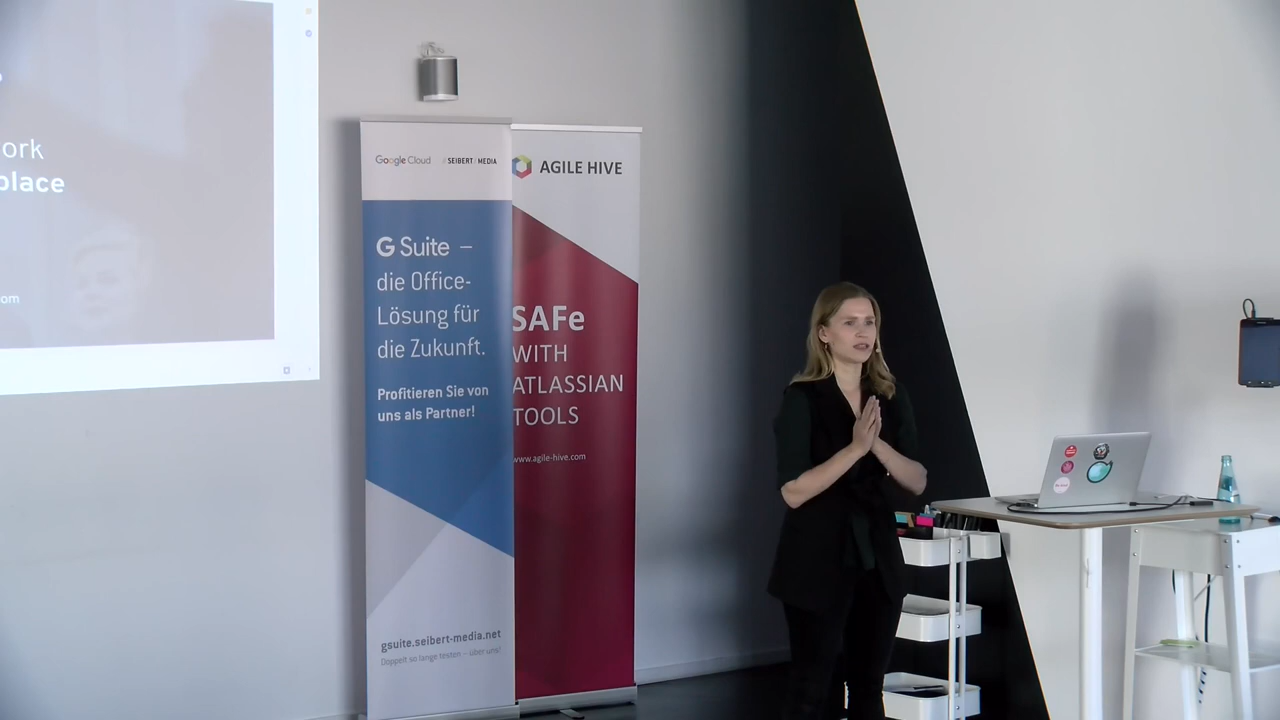 ork
place
om
Google Cloud
//SEIBERT/MEDIA
G Suite –
die Office-
Lösung für
die Zukunft.
Profitieren Sie von
uns als Partner!
gsuite.seibert-media.net
Doppelt so lange testen – über uns!
AGILE HIVE
SAFe
WITH
ATLASSIAN
TOOLS
www.agile-hive.com